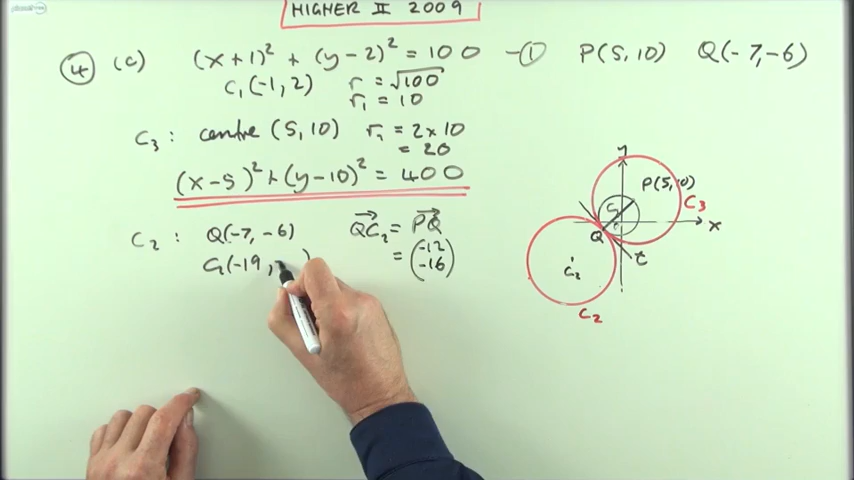 HIGHER II 2009
4 (c) (x+1)² + (y-2)² = 100 -① P(5,10) Q(-7,-6)
C₁(-1,2) r = √100
r₁ = 10
C₃: centre (5,10) r₂ = 2×10
= 20
(x-5)² + (y-10)² = 400
C₂: Q(-7,-6) QC₂ = PQ
C₂(-19, ) = (-12
-16)
y
P(5,10)
C₃
x
Q
t
C₂
C₂